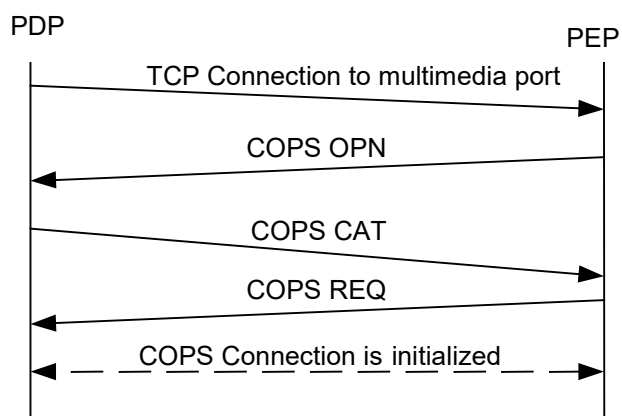 PDP
PEP
TCP Connection to multimedia port
COPS OPN
COPS CAT
COPS REQ
COPS Connection is initialized